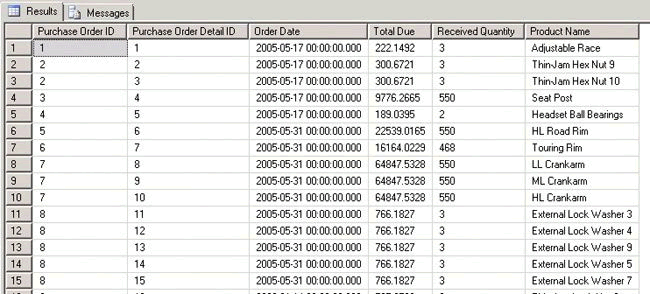 Results Messages
Purchase Order ID Purchase Order Detail ID Order Date Total Due Received Quantity Product Name
1 1 1 2005-05-17 00:00:00.000 222.1492 3 Adjustable Race
2 2 2 2005-05-17 00:00:00.000 300.6721 3 Thin-Jam Hex Nut 9
3 2 3 2005-05-17 00:00:00.000 300.6721 3 Thin-Jam Hex Nut 10
4 3 4 2005-05-17 00:00:00.000 9776.2665 550 Seat Post
5 4 5 2005-05-17 00:00:00.000 189.0395 2 Headset Ball Bearings
6 5 6 2005-05-31 00:00:00.000 22539.0165 550 HL Road Rim
7 6 7 2005-05-31 00:00:00.000 16164.0229 468 Touring Rim
8 7 8 2005-05-31 00:00:00.000 64847.5328 550 LL Crankarm
9 7 9 2005-05-31 00:00:00.000 64847.5328 550 ML Crankarm
10 7 10 2005-05-31 00:00:00.000 64847.5328 550 HL Crankarm
11 8 11 2005-05-31 00:00:00.000 766.1827 3 External Lock Washer 3
12 8 12 2005-05-31 00:00:00.000 766.1827 3 External Lock Washer 4
13 8 13 2005-05-31 00:00:00.000 766.1827 3 External Lock Washer 9
14 8 14 2005-05-31 00:00:00.000 766.1827 3 External Lock Washer 5
15 8 15 2005-05-31 00:00:00.000 766.1827 3 External Lock Washer 7